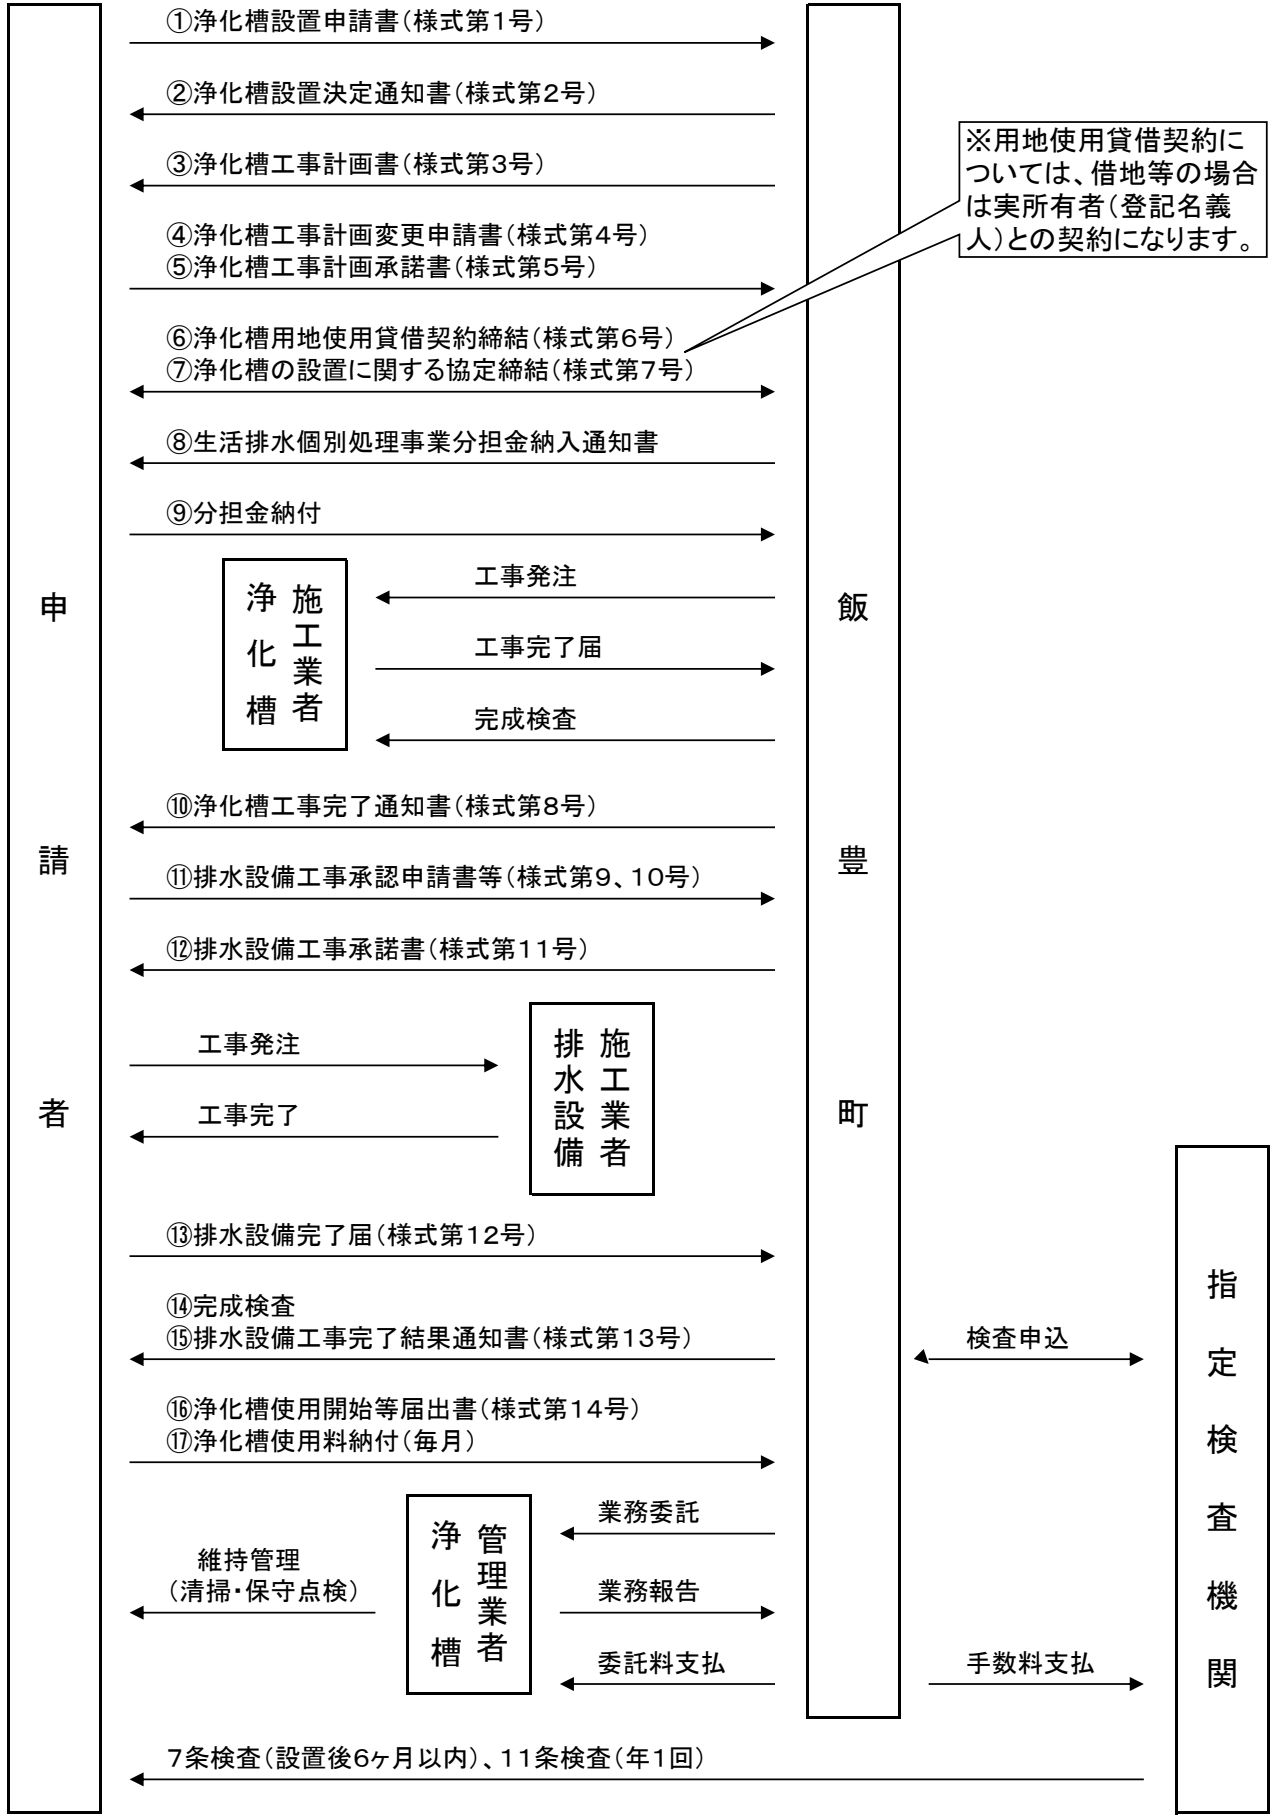 ①浄化槽設置申請書(様式第1号)
②浄化槽設置決定通知書(様式第2号)
③浄化槽工事計画書(様式第3号)
④浄化槽工事計画変更申請書(様式第4号)
⑤浄化槽工事計画承諾書(様式第5号)
※用地使用貸借契約に
ついては、借地等の場合
は実所有者(登記名義
人)との契約になります。
⑥浄化槽用地使用貸借契約締結(様式第6号)
⑦浄化槽の設置に関する協定締結(様式第7号)
⑧生活排水個別処理事業分担金納入通知書
⑨分担金納付
申請者
飯豊町
浄化槽
施工業者
工事発注
工事完了届
完成検査
⑩浄化槽工事完了通知書(様式第8号)
⑪排水設備工事承認申請書等(様式第9、10号)
⑫排水設備工事承諾書(様式第11号)
工事発注
工事完了
排水設備
施工業者
⑬排水設備完了届(様式第12号)
⑭完成検査
⑮排水設備工事完了結果通知書(様式第13号)
検査申込
指定検査機関
⑯浄化槽使用開始等届出書(様式第14号)
⑰浄化槽使用料納付(毎月)
維持管理
(清掃・保守点検)
浄化槽
管理業者
業務委託
業務報告
委託料支払
手数料支払
7条検査(設置後6ヶ月以内)、11条検査(年1回)